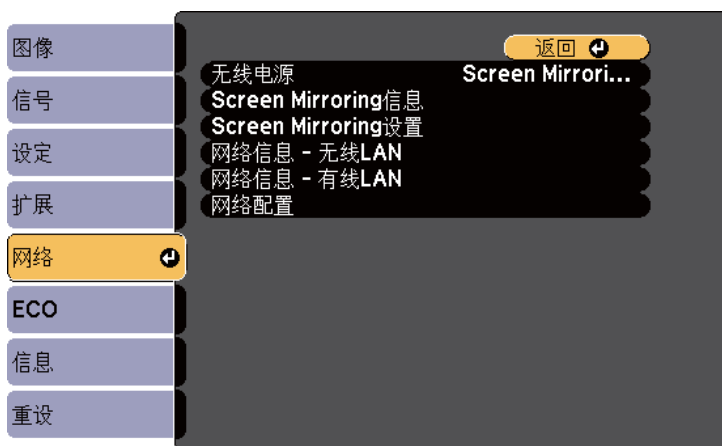 图像
信号
设定
扩展
网络
ECO
信息
重设
返回
无线电源 Screen Mirrori...
Screen Mirroring信息
Screen Mirroring设置
网络信息 - 无线LAN
网络信息 - 有线LAN
网络配置